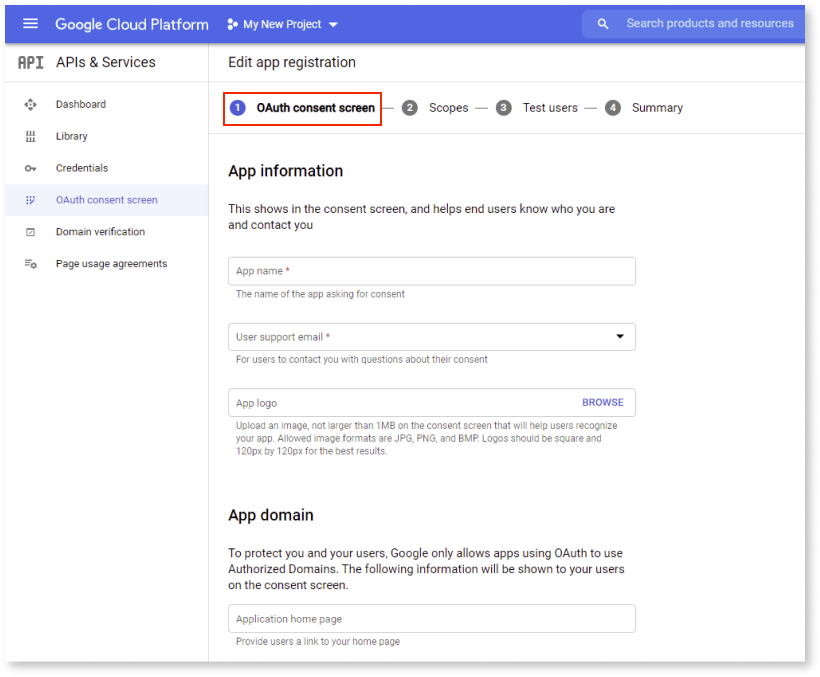 Google Cloud Platform My New Project Search products and resources
API APIs & Services
Edit app registration
Dashboard
Library
Credentials
OAuth consent screen
Domain verification
Page usage agreements
1 OAuth consent screen 2 Scopes 3 Test users 4 Summary
App information
This shows in the consent screen, and helps end users know who you are
and contact you
App name *
The name of the app asking for consent
User support email *
For users to contact you with questions about their consent
App logo BROWSE
Upload an image, not larger than 1MB on the consent screen that will help users recognize
your app. Allowed image formats are JPG, PNG, and BMP. Logos should be square and
120px by 120px for the best results.
App domain
To protect you and your users, Google only allows apps using OAuth to use
Authorized Domains. The following information will be shown to your users
on the consent screen.
Application home page
Provide users a link to your home page